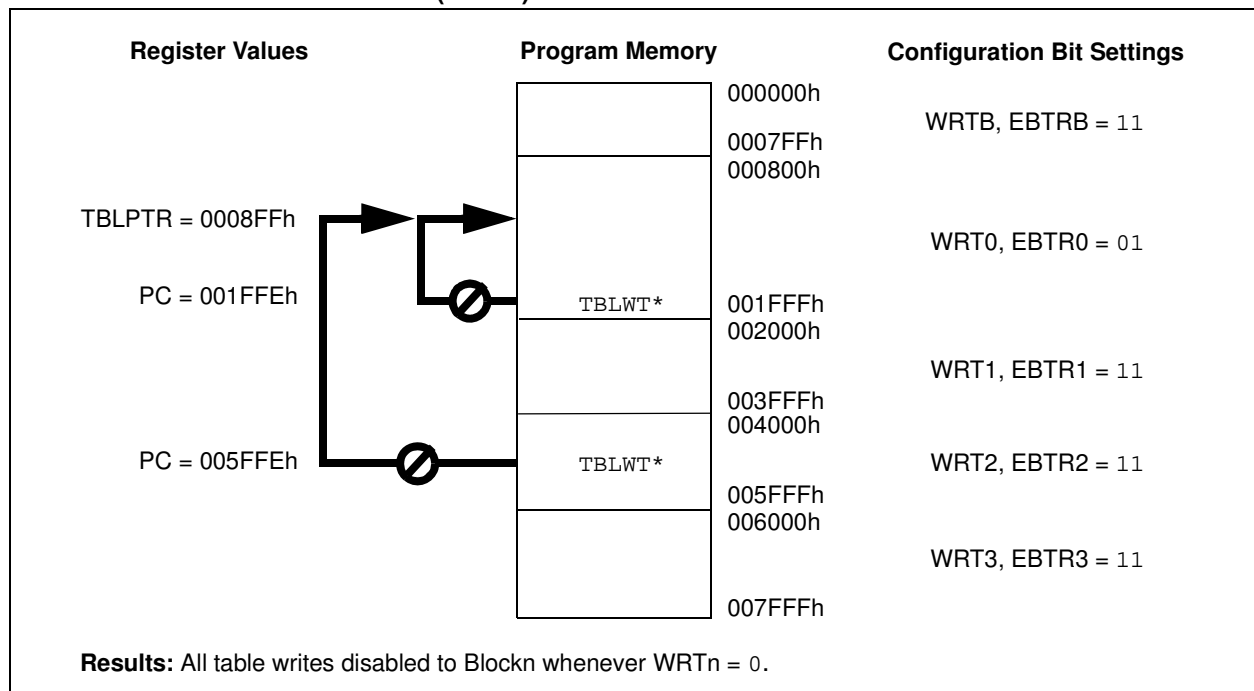 Register Values Program Memory Configuration Bit Settings
000000h
WRTB, EBTRB = 11
0007FFh
000800h
TBLPTR = 0008FFh
WRT0, EBTR0 = 01
PC = 001FFEh TBLWT* 001FFFh
002000h
WRT1, EBTR1 = 11
003FFFh
004000h
PC = 005FFEh TBLWT* WRT2, EBTR2 = 11
005FFFh
006000h
WRT3, EBTR3 = 11
007FFFh
Results: All table writes disabled to Blockn whenever WRTn = 0.